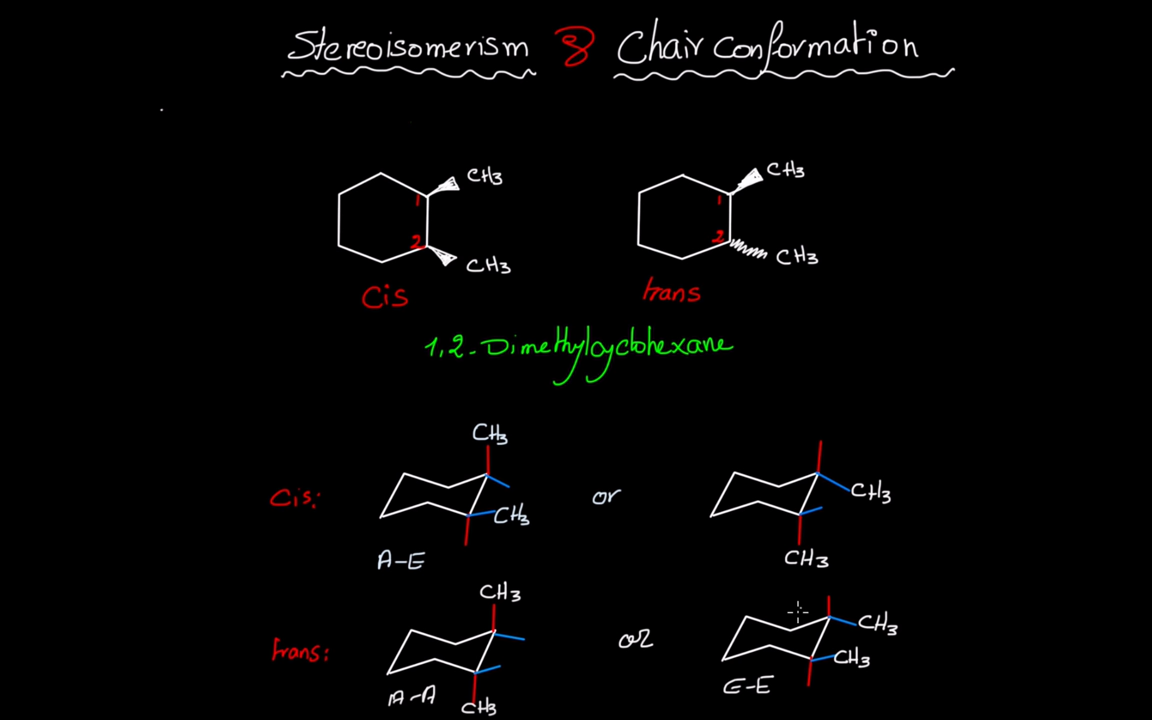 Stereoisomerism & Chair conformation
CH3 CH3
1 1
2 2
CH3 CH3
Cis trans
1,2-Dimethylcyclohexane
CH3
Cis: CH3 or CH3
A-E CH3
CH3 CH3
trans: or CH3
A-A CH3 E-E